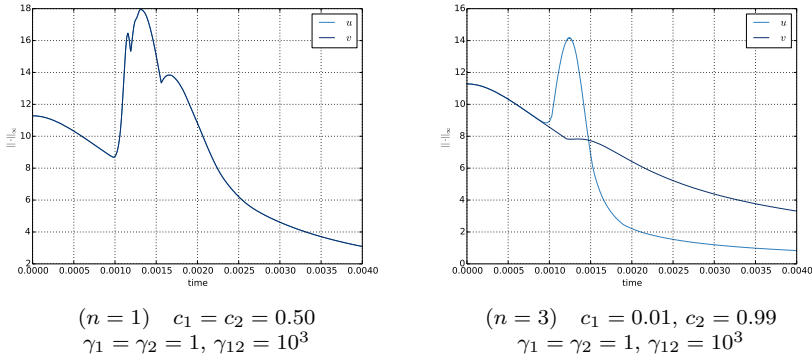 18
16
14
12
10
8
6
4
2
|| · ||∞
u
v
0.0000 0.0005 0.0010 0.0015 0.0020 0.0025 0.0030 0.0035 0.0040
time
(n = 1) c₁ = c₂ = 0.50
γ₁ = γ₂ = 1, γ₁₂ = 10³
16
14
12
10
8
6
4
2
0
|| · ||∞
u
v
0.0000 0.0005 0.0010 0.0015 0.0020 0.0025 0.0030 0.0035 0.0040
time
(n = 3) c₁ = 0.01, c₂ = 0.99
γ₁ = γ₂ = 1, γ₁₂ = 10³